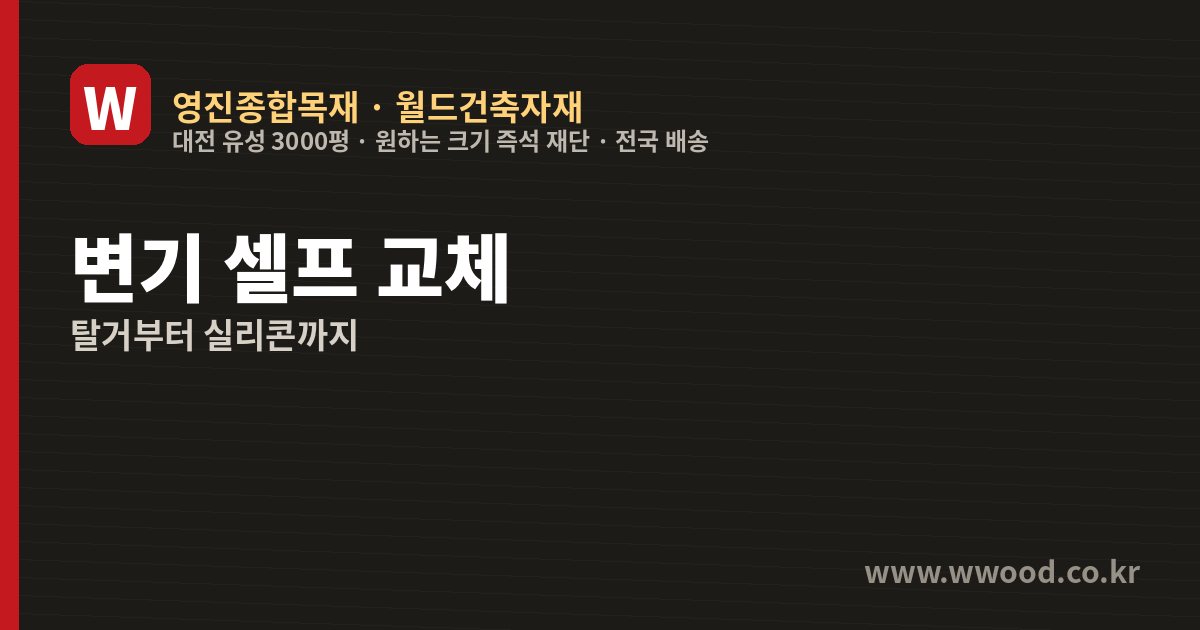 W
영진종합목재 · 월드건축자재
대전 유성 3000평 · 원하는 크기 즉석 재단 · 전국 배송
변기 셀프 교체
탈거부터 실리콘까지
www.wwood.co.kr